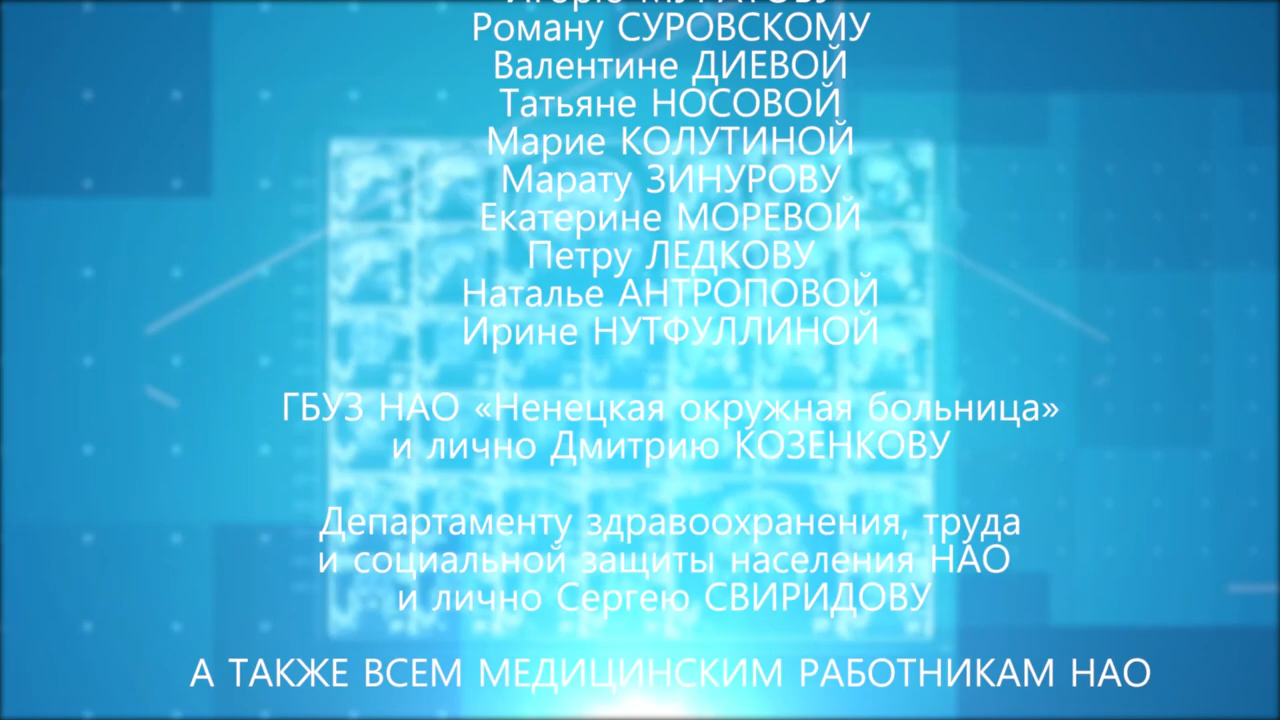 Роману СУРОВСКОМУ
Валентине ДИЕВОЙ
Татьяне НОСОВОЙ
Марие КОЛУТИНОЙ
Марату ЗИНУРОВУ
Екатерине МОРЕВОЙ
Петру ЛЕДКОВУ
Наталье АНТРОПОВОЙ
Ирине НУТФУЛЛИНОЙ
ГБУЗ НАО «Ненецкая окружная больница»
и лично Дмитрию КОЗЕНКОВУ
Департаменту здравоохранения, труда
и социальной защиты населения НАО
и лично Сергею СВИРИДОВУ
А ТАКЖЕ ВСЕМ МЕДИЦИНСКИМ РАБОТНИКАМ НАО